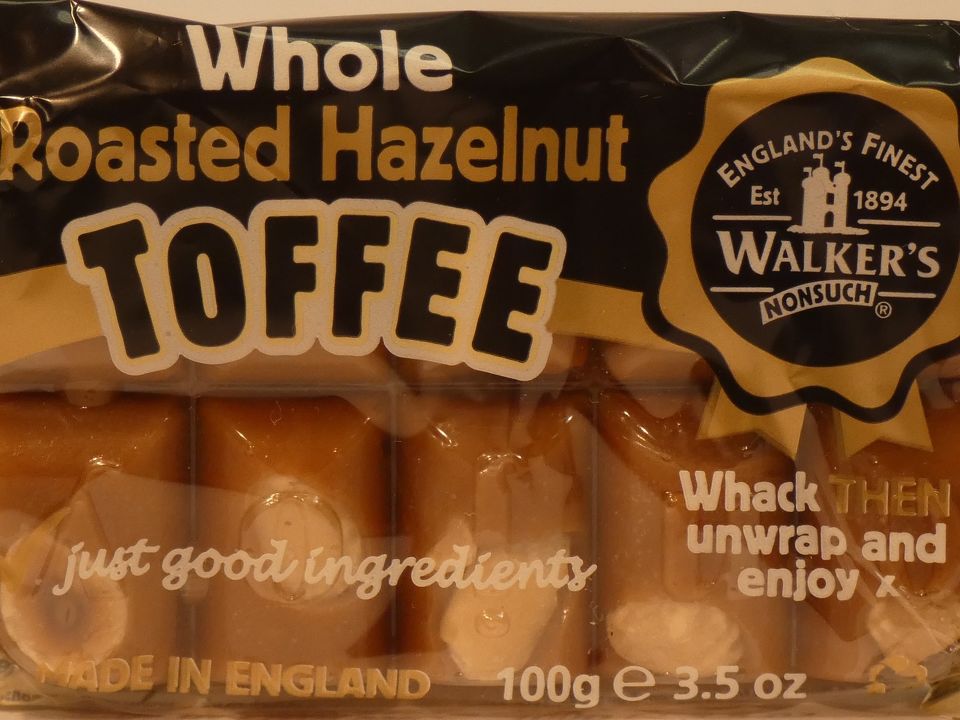 Whole
Roasted Hazelnut
TOFFEE
ENGLAND'S FINEST
Est 1894
WALKER'S
NONSUCH®
Whack THEN
unwrap and
enjoy x
just good ingredients
MADE IN ENGLAND
100g e 3.5 oz